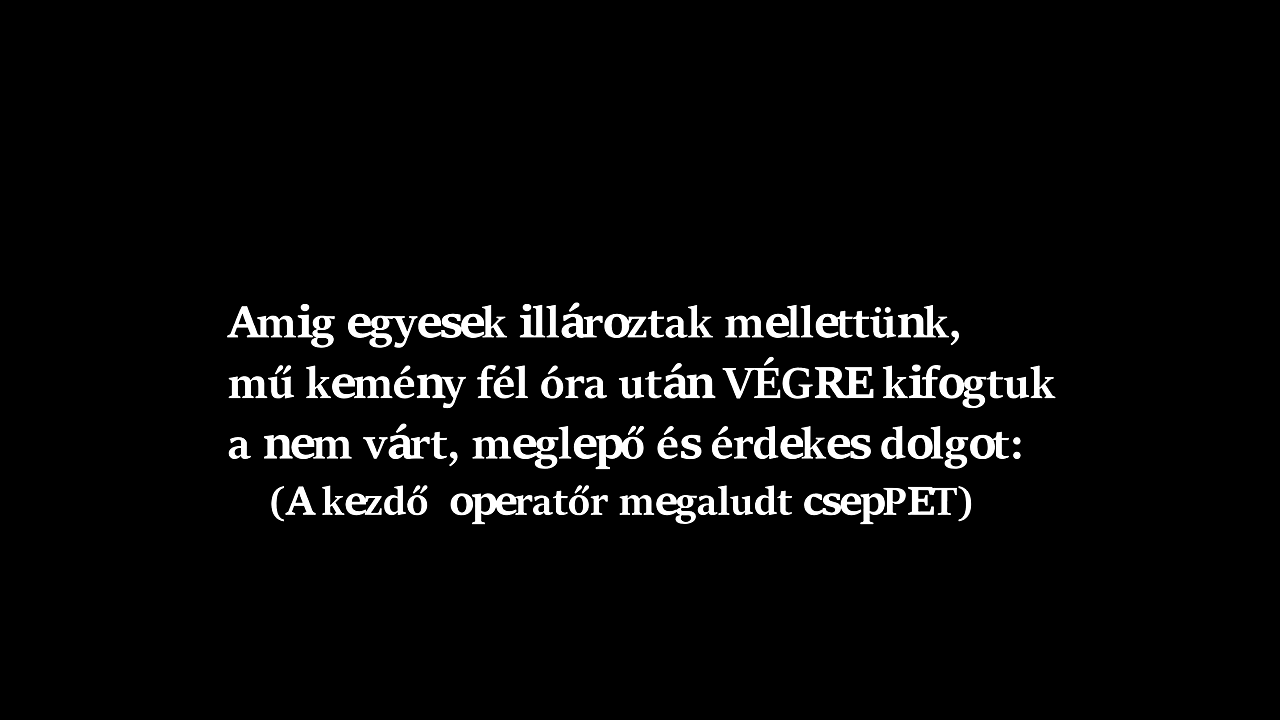 Amig egyesek illároztak mellettünk,
mű kemény fél óra után VÉGRE kifogtuk
a nem várt, meglepő és érdekes dolgot:
(A kezdő operatőr megaludt csepPET)